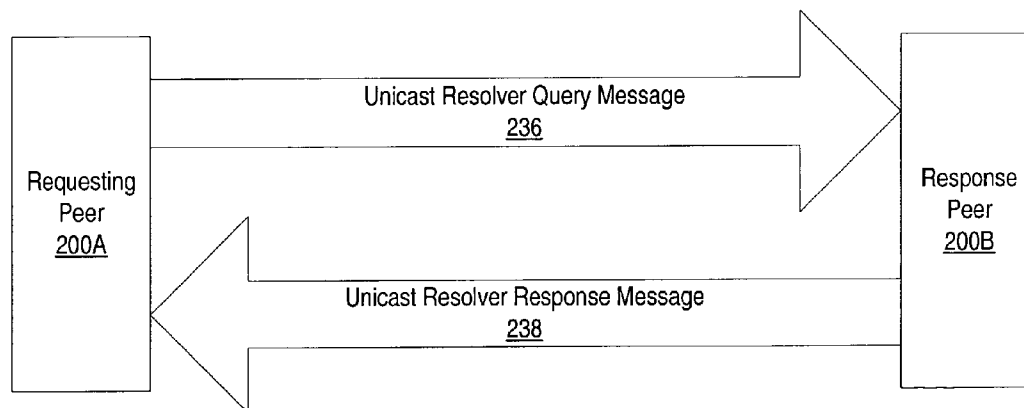 Requesting
Peer
200A
Unicast Resolver Query Message
236
Unicast Resolver Response Message
238
Response
Peer
200B